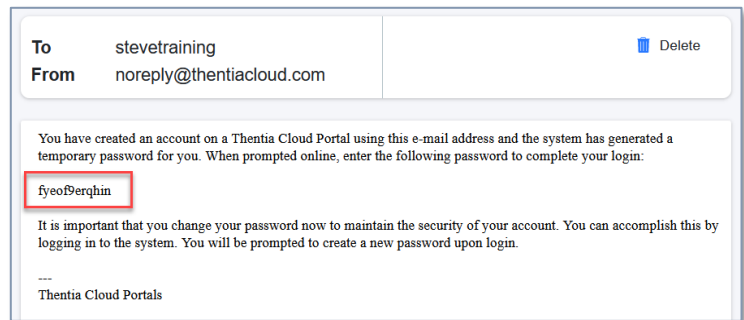 To stevetraining
Delete
From noreply@thentiacloud.com
You have created an account on a Thentia Cloud Portal using this e-mail address and the system has generated a
temporary password for you. When prompted online, enter the following password to complete your login:
fyeof9erqhin
It is important that you change your password now to maintain the security of your account. You can accomplish this by
logging in to the system. You will be prompted to create a new password upon login.
---
Thentia Cloud Portals